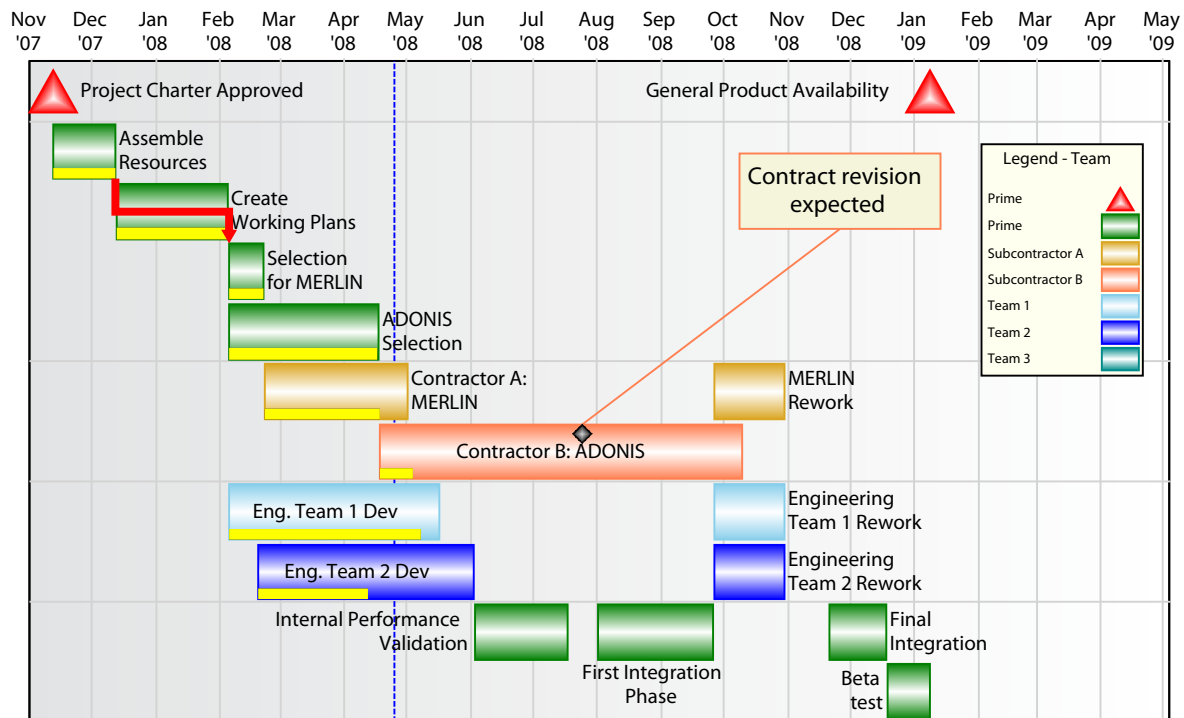 Nov Dec Jan Feb Mar Apr May Jun Jul Aug Sep Oct Nov Dec Jan Feb Mar Apr May
'07 '07 '08 '08 '08 '08 '08 '08 '08 '08 '08 '08 '08 '08 '09 '09 '09 '09 '09
Project Charter Approved
General Product Availability
Assemble
Resources
Create
Working Plans
Selection
for MERLIN
ADONIS
Selection
Contract revision
expected
Legend - Team
Prime
Prime
Subcontractor A
Subcontractor B
Team 1
Team 2
Team 3
Contractor A:
MERLIN
MERLIN
Rework
Contractor B: ADONIS
Eng. Team 1 Dev
Engineering
Team 1 Rework
Eng. Team 2 Dev
Engineering
Team 2 Rework
Internal Performance
Validation
First Integration
Phase
Final
Integration
Beta
test